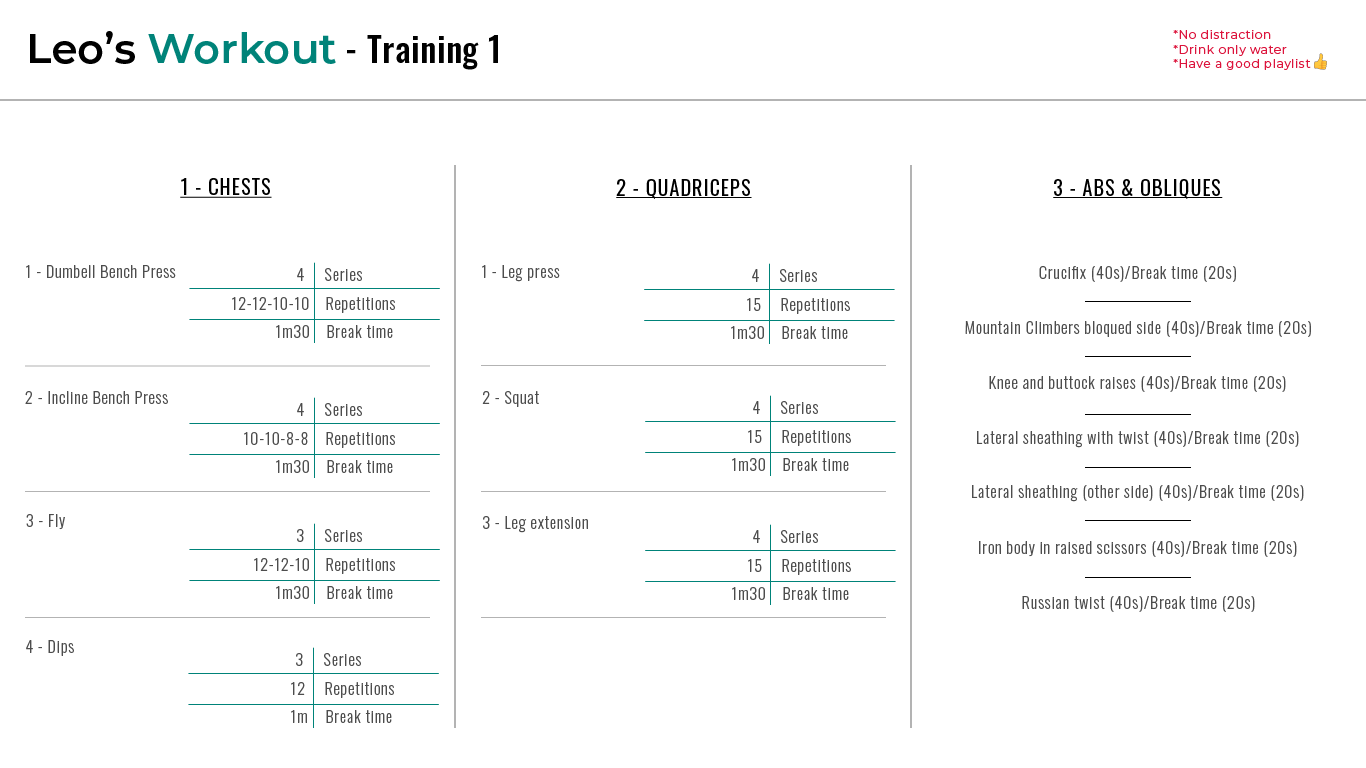 Leo's Workout - Training 1
*No distraction
*Drink only water
*Have a good playlist👍
1 - CHESTS
1 - Dumbell Bench Press
4 Series
12-12-10-10 Repetitions
1m30 Break time
2 - Incline Bench Press
4 Series
10-10-8-8 Repetitions
1m30 Break time
3 - Fly
3 Series
12-12-10 Repetitions
1m30 Break time
4 - Dips
3 Series
12 Repetitions
1m Break time
2 - QUADRICEPS
1 - Leg press
4 Series
15 Repetitions
1m30 Break time
2 - Squat
4 Series
15 Repetitions
1m30 Break time
3 - Leg extension
4 Series
15 Repetitions
1m30 Break time
3 - ABS & OBLIQUES
Crucifix (40s)/Break time (20s)
Mountain Climbers bloqued side (40s)/Break time (20s)
Knee and buttock raises (40s)/Break time (20s)
Lateral sheathing with twist (40s)/Break time (20s)
Lateral sheathing (other side) (40s)/Break time (20s)
Iron body in raised scissors (40s)/Break time (20s)
Russian twist (40s)/Break time (20s)